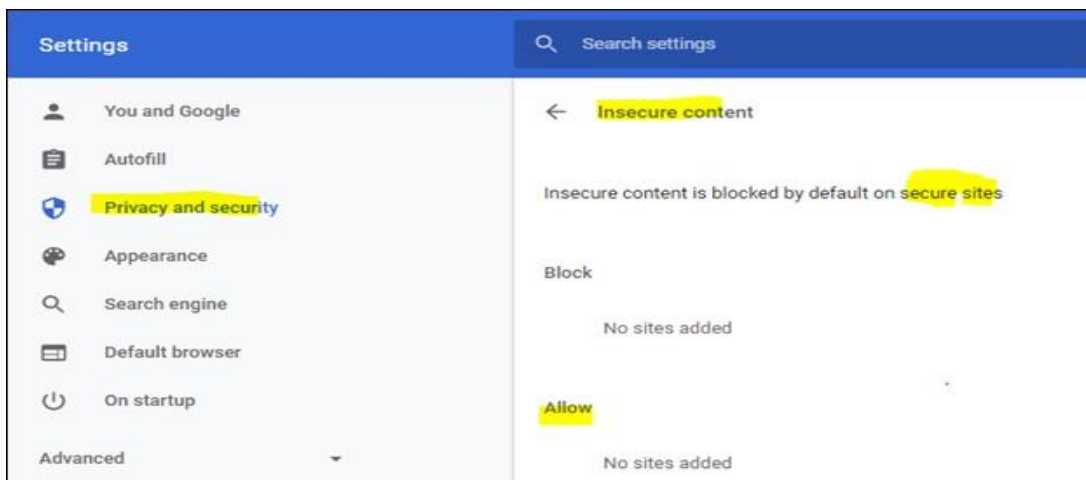 Settings
Search settings
You and Google
Autofill
Privacy and security
Appearance
Search engine
Default browser
On startup
Advanced
Insecure content
Insecure content is blocked by default on secure sites
Block
No sites added
Allow
No sites added